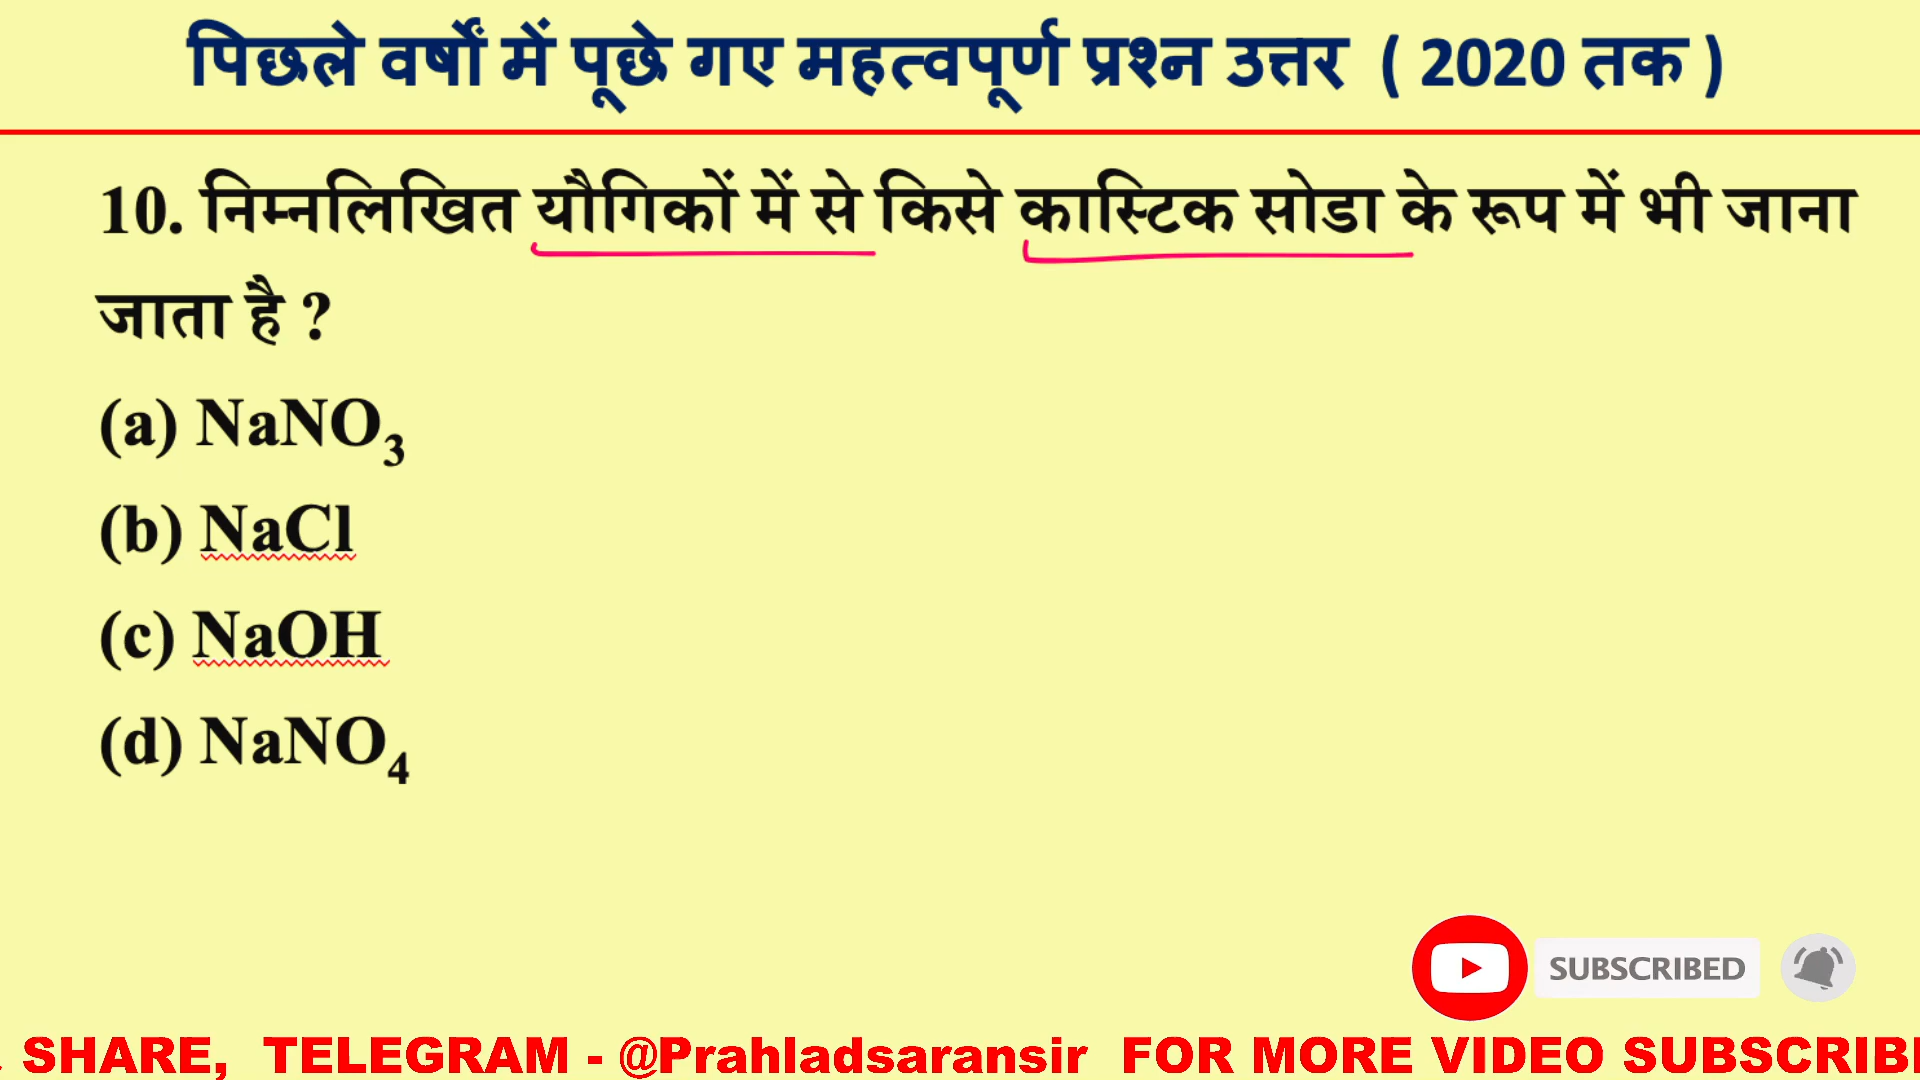 पिछले वर्षों में पूछे गए महत्वपूर्ण प्रश्न उत्तर ( 2020 तक )
10. निम्नलिखित यौगिकों में से किसे कास्टिक सोडा के रूप में भी जाना
जाता है ?
(a) NaNO₃
(b) NaCl
(c) NaOH
(d) NaNO₄
SUBSCRIBED
SHARE, TELEGRAM - @Prahladsaransir FOR MORE VIDEO SUBSCRIB